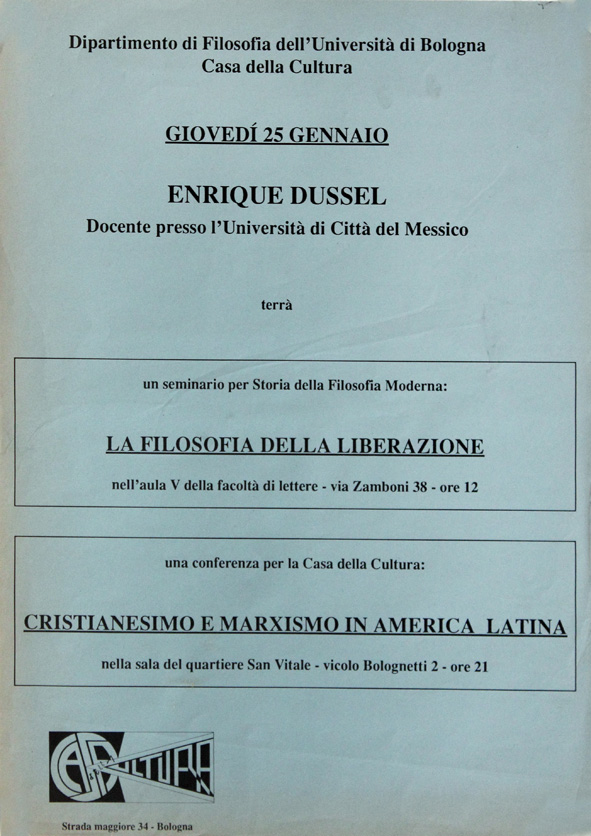 Dipartimento di Filosofia dell'Università di Bologna
Casa della Cultura
GIOVEDÍ 25 GENNAIO
ENRIQUE DUSSEL
Docente presso l'Università di Città del Messico
terrà
un seminario per Storia della Filosofia Moderna:
LA FILOSOFIA DELLA LIBERAZIONE
nell'aula V della facoltà di lettere - via Zamboni 38 - ore 12
una conferenza per la Casa della Cultura:
CRISTIANESIMO E MARXISMO IN AMERICA LATINA
nella sala del quartiere San Vitale - vicolo Bolognetti 2 - ore 21
CASA
CULTURA
Strada maggiore 34 - Bologna